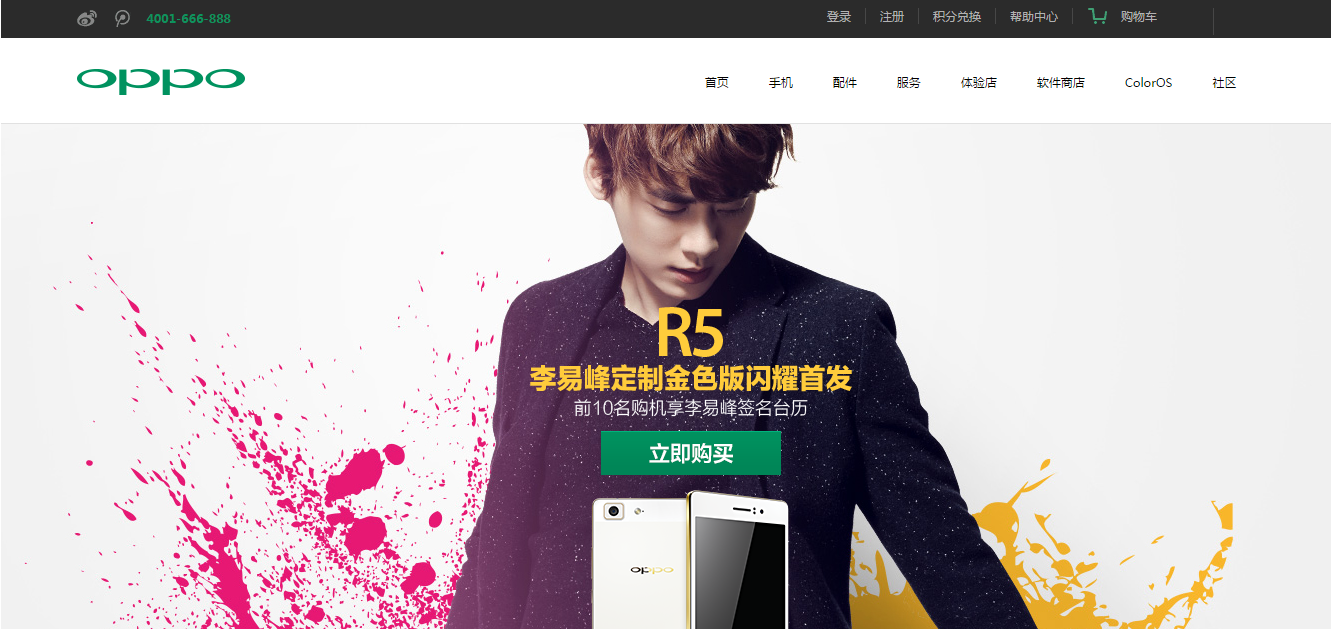 4001-666-888
登录 注册 积分兑换 帮助中心 购物车
oppo
首页 手机 配件 服务 体验店 软件商店 ColorOS 社区
R5
李易峰定制金色版闪耀首发
前10名购机享李易峰签名台历
立即购买
oppo